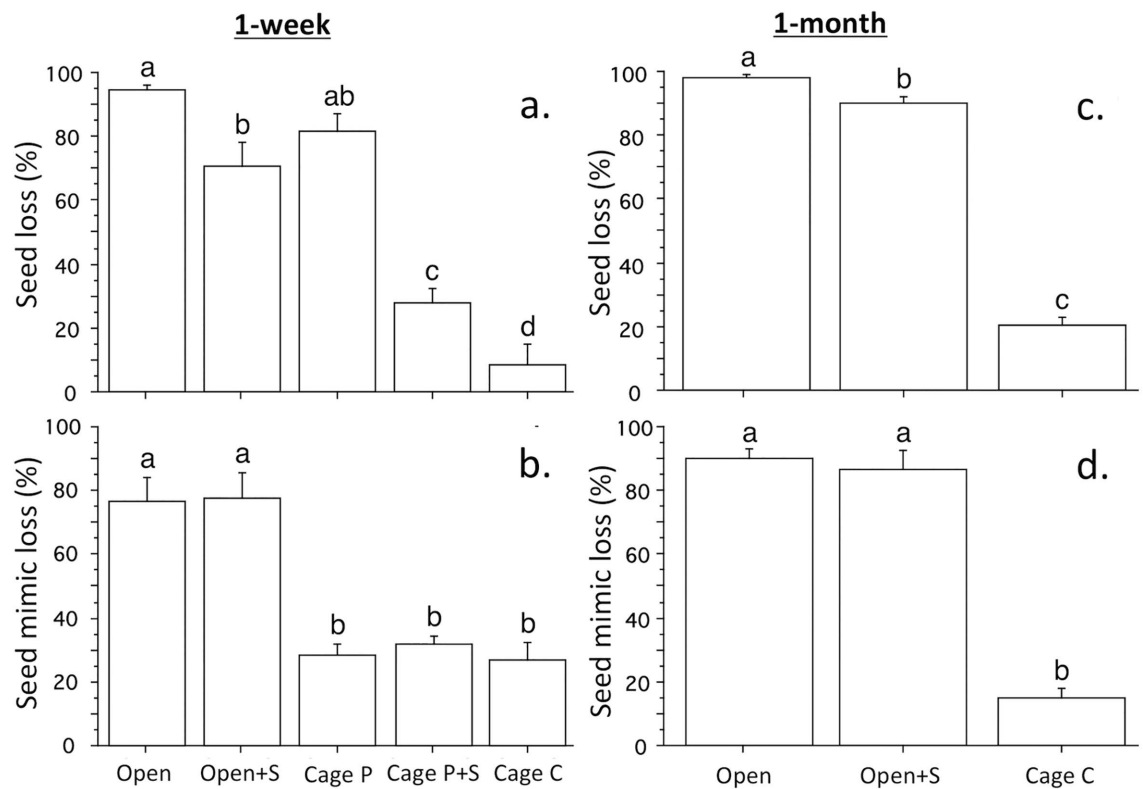 1-week
1-month
a.
Seed loss (%)
100
80
60
40
20
0
a
b
ab
c
d
c.
Seed loss (%)
100
80
60
40
20
0
a
b
c
b.
Seed mimic loss (%)
100
80
60
40
20
0
a
a
b
b
b
Open
Open+S
Cage P
Cage P+S
Cage C
d.
Seed mimic loss (%)
100
80
60
40
20
0
a
a
b
Open
Open+S
Cage C